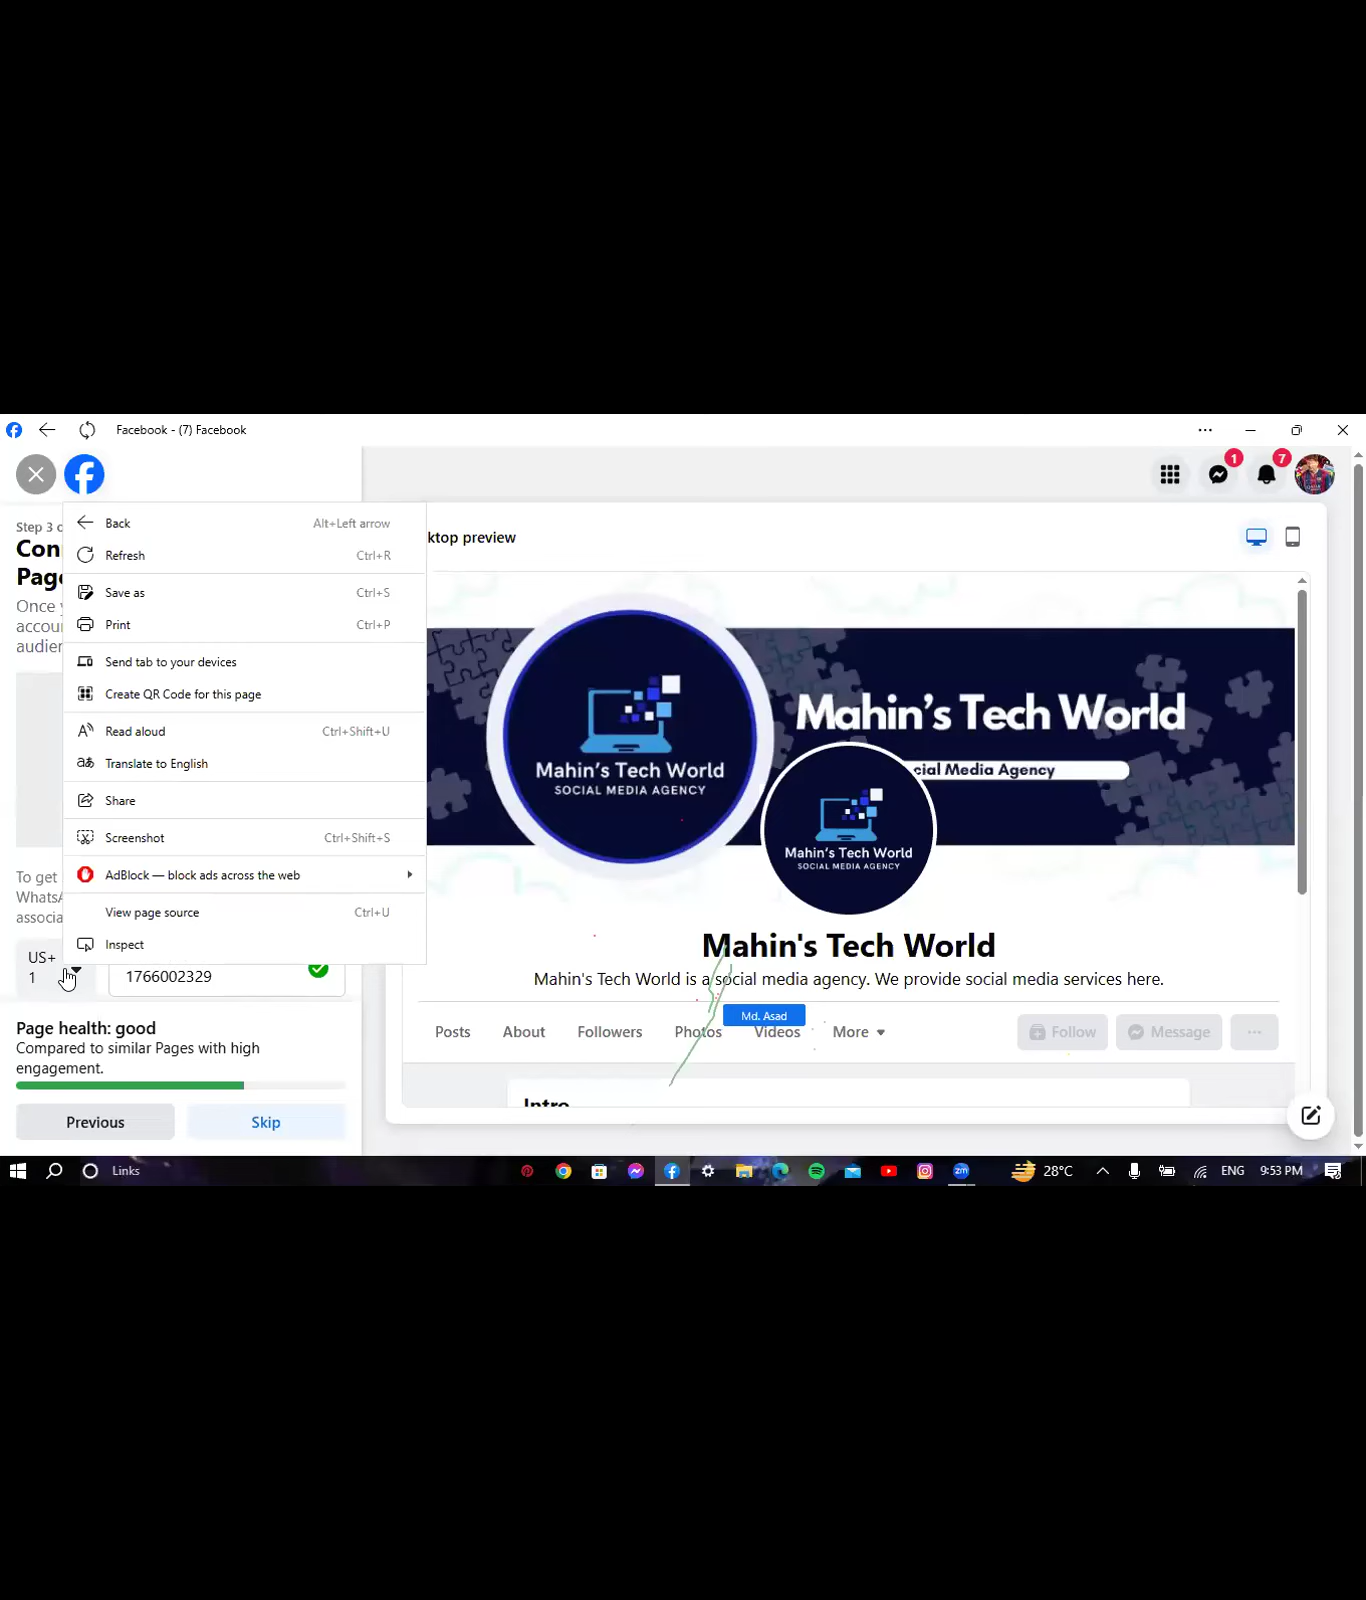 Facebook - (7) Facebook
1
7
Step 3
Con
Page
Once
accou
audien
To get
WhatsA
associa
US+
1
1766002329
Back Alt+Left arrow
Refresh Ctrl+R
Save as Ctrl+S
Print Ctrl+P
Send tab to your devices
Create QR Code for this page
Read aloud Ctrl+Shift+U
Translate to English
Share
Screenshot Ctrl+Shift+S
AdBlock — block ads across the web
View page source Ctrl+U
Inspect
Page health: good
Compared to similar Pages with high
engagement.
Previous
Skip
ktop preview
Mahin's Tech World
SOCIAL MEDIA AGENCY
Mahin's Tech World
cial Media Agency
Mahin's Tech World
SOCIAL MEDIA AGENCY
Mahin's Tech World
Mahin's Tech World is a social media agency. We provide social media services here.
Md. Asad
Posts About Followers Photos Videos More
Follow Message
Intro
Links
zm
28°C
ENG 9:53 PM